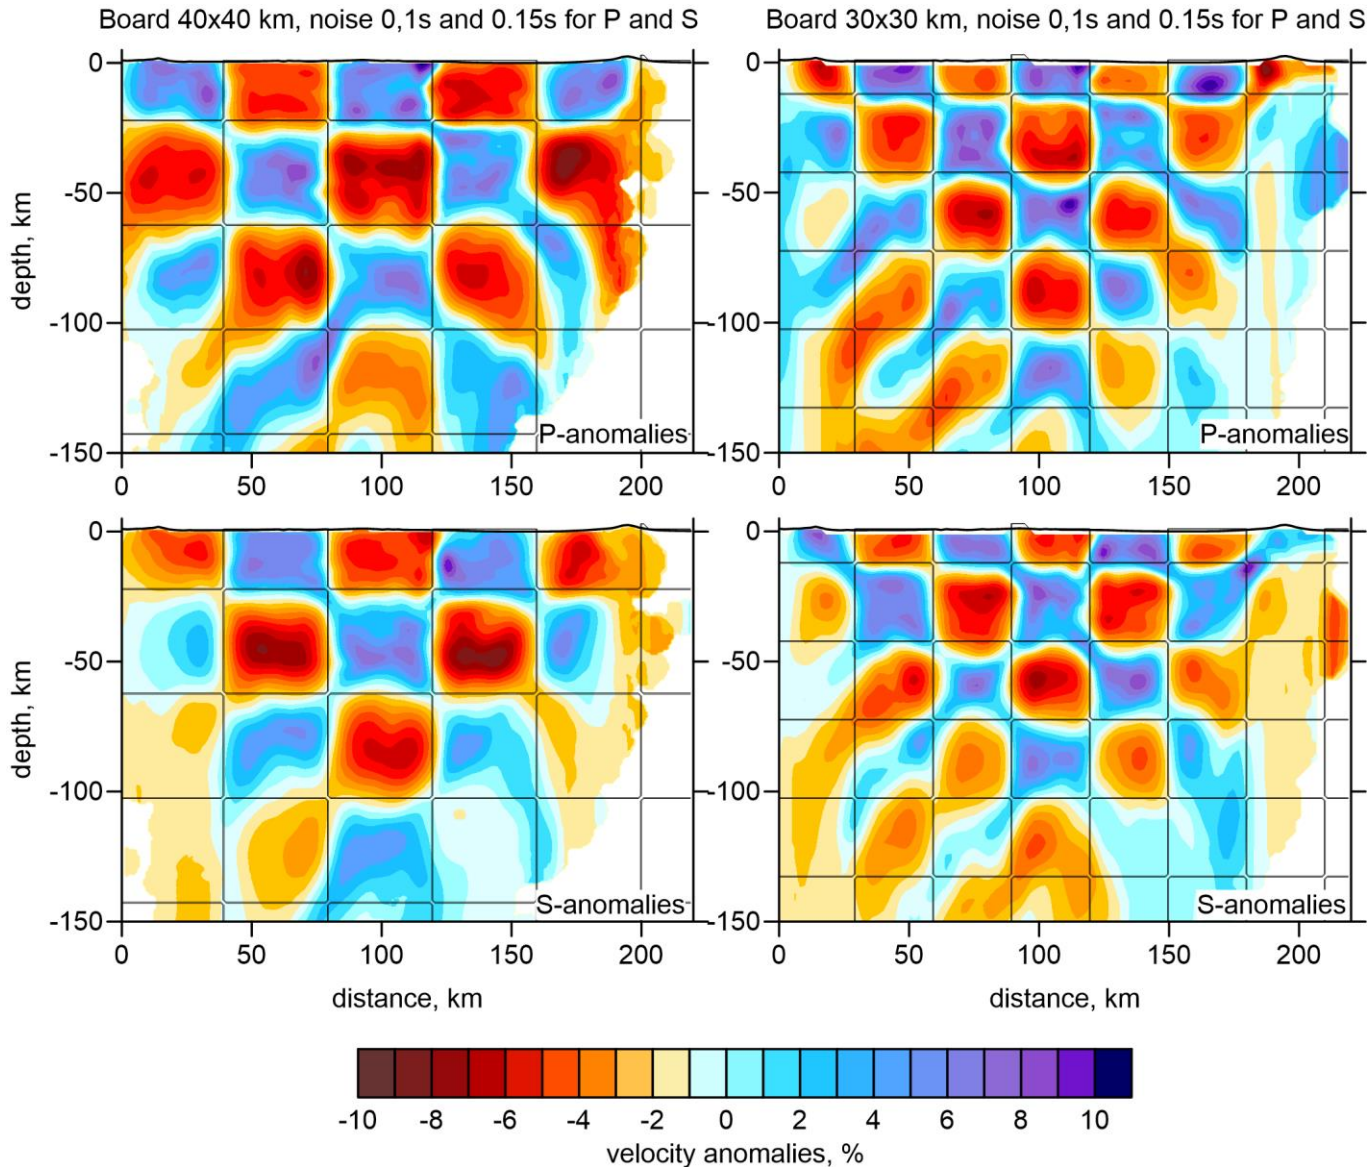 Board 40x40 km, noise 0,1s and 0.15s for P and S
Board 30x30 km, noise 0,1s and 0.15s for P and S
depth, km
0
-50
-100
-150
P-anomalies
0 50 100 150 200
0
-50
-100
-150
P-anomalies
0 50 100 150 200
depth, km
0
-50
-100
-150
S-anomalies
0 50 100 150 200
distance, km
0
-50
-100
-150
S-anomalies
0 50 100 150 200
distance, km
-10 -8 -6 -4 -2 0 2 4 6 8 10
velocity anomalies, %